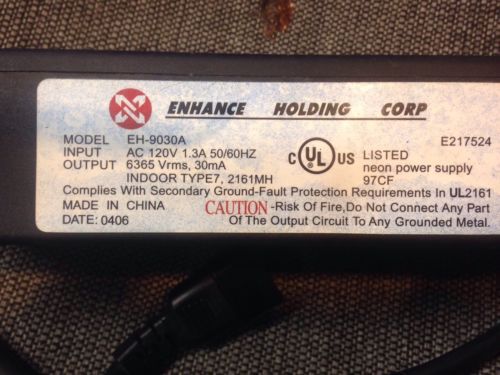 ENHANCE HOLDING CORP
MODEL EH-9030A E217524
INPUT AC 120V 1.3A 50/60HZ
OUTPUT 6365 Vrms, 30mA
INDOOR TYPE7, 2161MH
C UL US LISTED
neon power supply
97CF
Complies With Secondary Ground-Fault Protection Requirements In UL2161
MADE IN CHINA
DATE: 0406
CAUTION -Risk Of Fire,Do Not Connect Any Part
Of The Output Circuit To Any Grounded Metal.